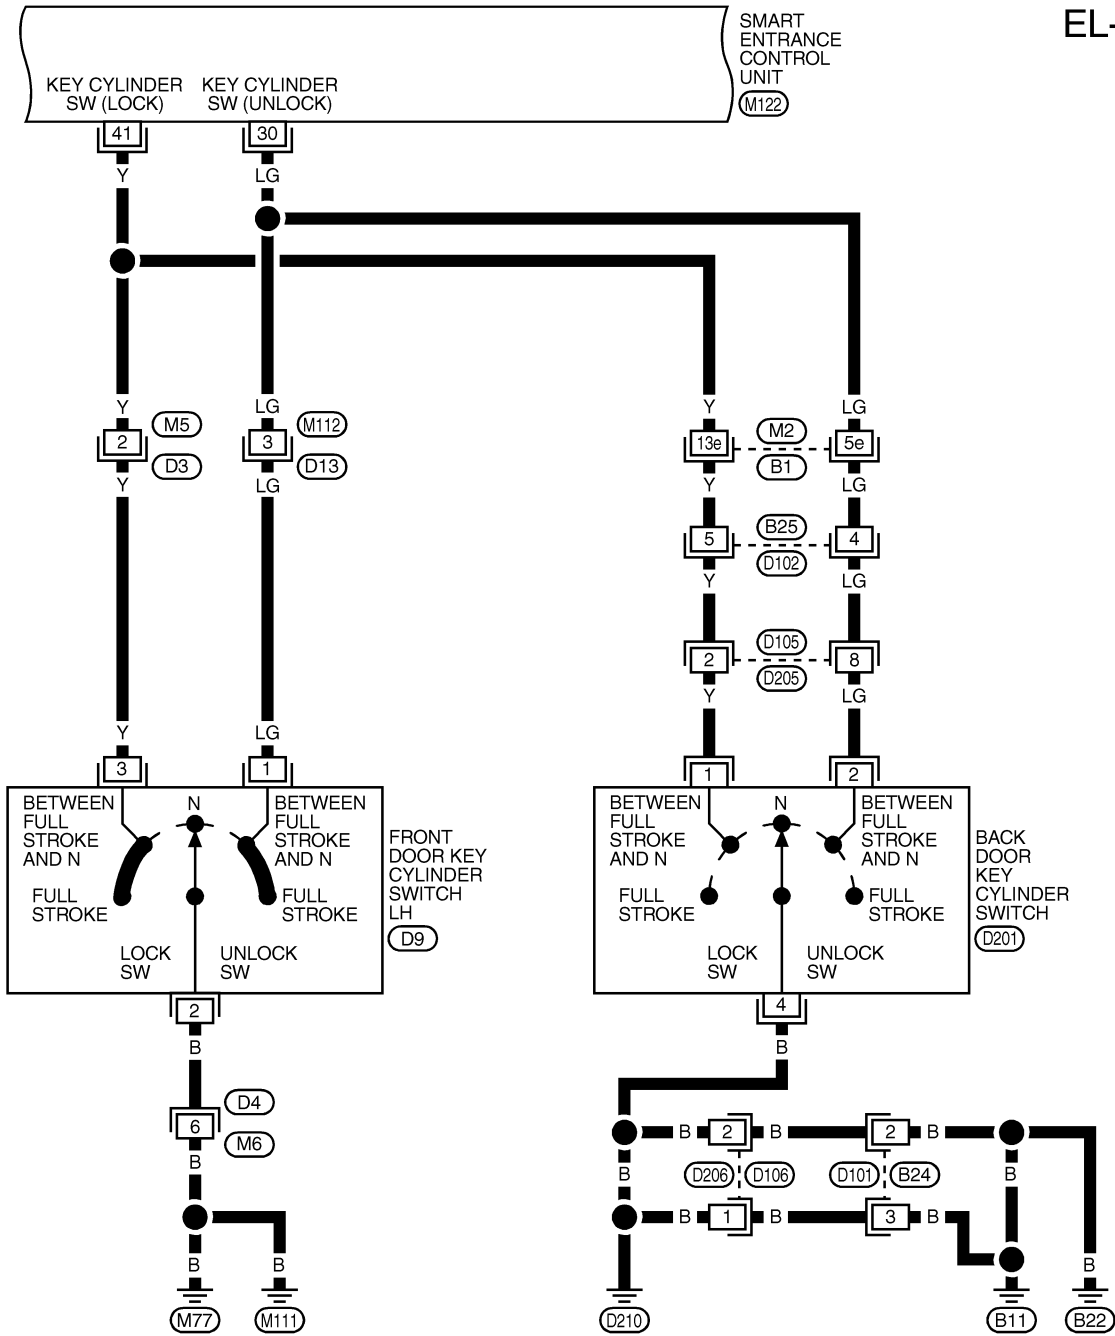 EL-
SMART
ENTRANCE
CONTROL
UNIT
M122
KEY CYLINDER
SW (LOCK)
KEY CYLINDER
SW (UNLOCK)
41
30
Y
LG
Y
LG
Y
LG
2
M5
D3
3
M112
D13
13e
M2
B1
5e
Y
LG
Y
LG
5
B25
D102
4
Y
LG
2
D105
D205
8
Y
LG
Y
LG
3
1
1
2
BETWEEN
FULL
STROKE
AND N
N
BETWEEN
FULL
STROKE
AND N
FULL
STROKE
FULL
STROKE
LOCK
SW
UNLOCK
SW
FRONT
DOOR KEY
CYLINDER
SWITCH
LH
D9
BETWEEN
FULL
STROKE
AND N
N
BETWEEN
FULL
STROKE
AND N
FULL
STROKE
FULL
STROKE
LOCK
SW
UNLOCK
SW
BACK
DOOR
KEY
CYLINDER
SWITCH
D201
2
4
B
B
D4
6
M6
B
B
B
M77
M111
B
2
B
2
B
B
D206
D106
D101
B24
B
B
1
B
3
B
B
D210
B11
B22